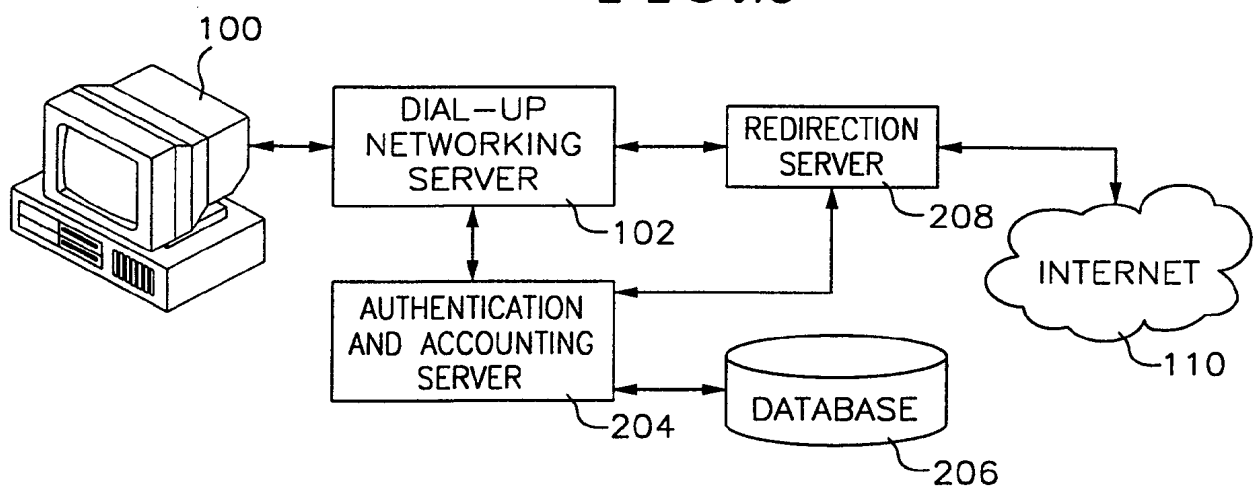 100
DIAL-UP
NETWORKING
SERVER
102
REDIRECTION
SERVER
208
INTERNET
110
AUTHENTICATION
AND ACCOUNTING
SERVER
204
DATABASE
206